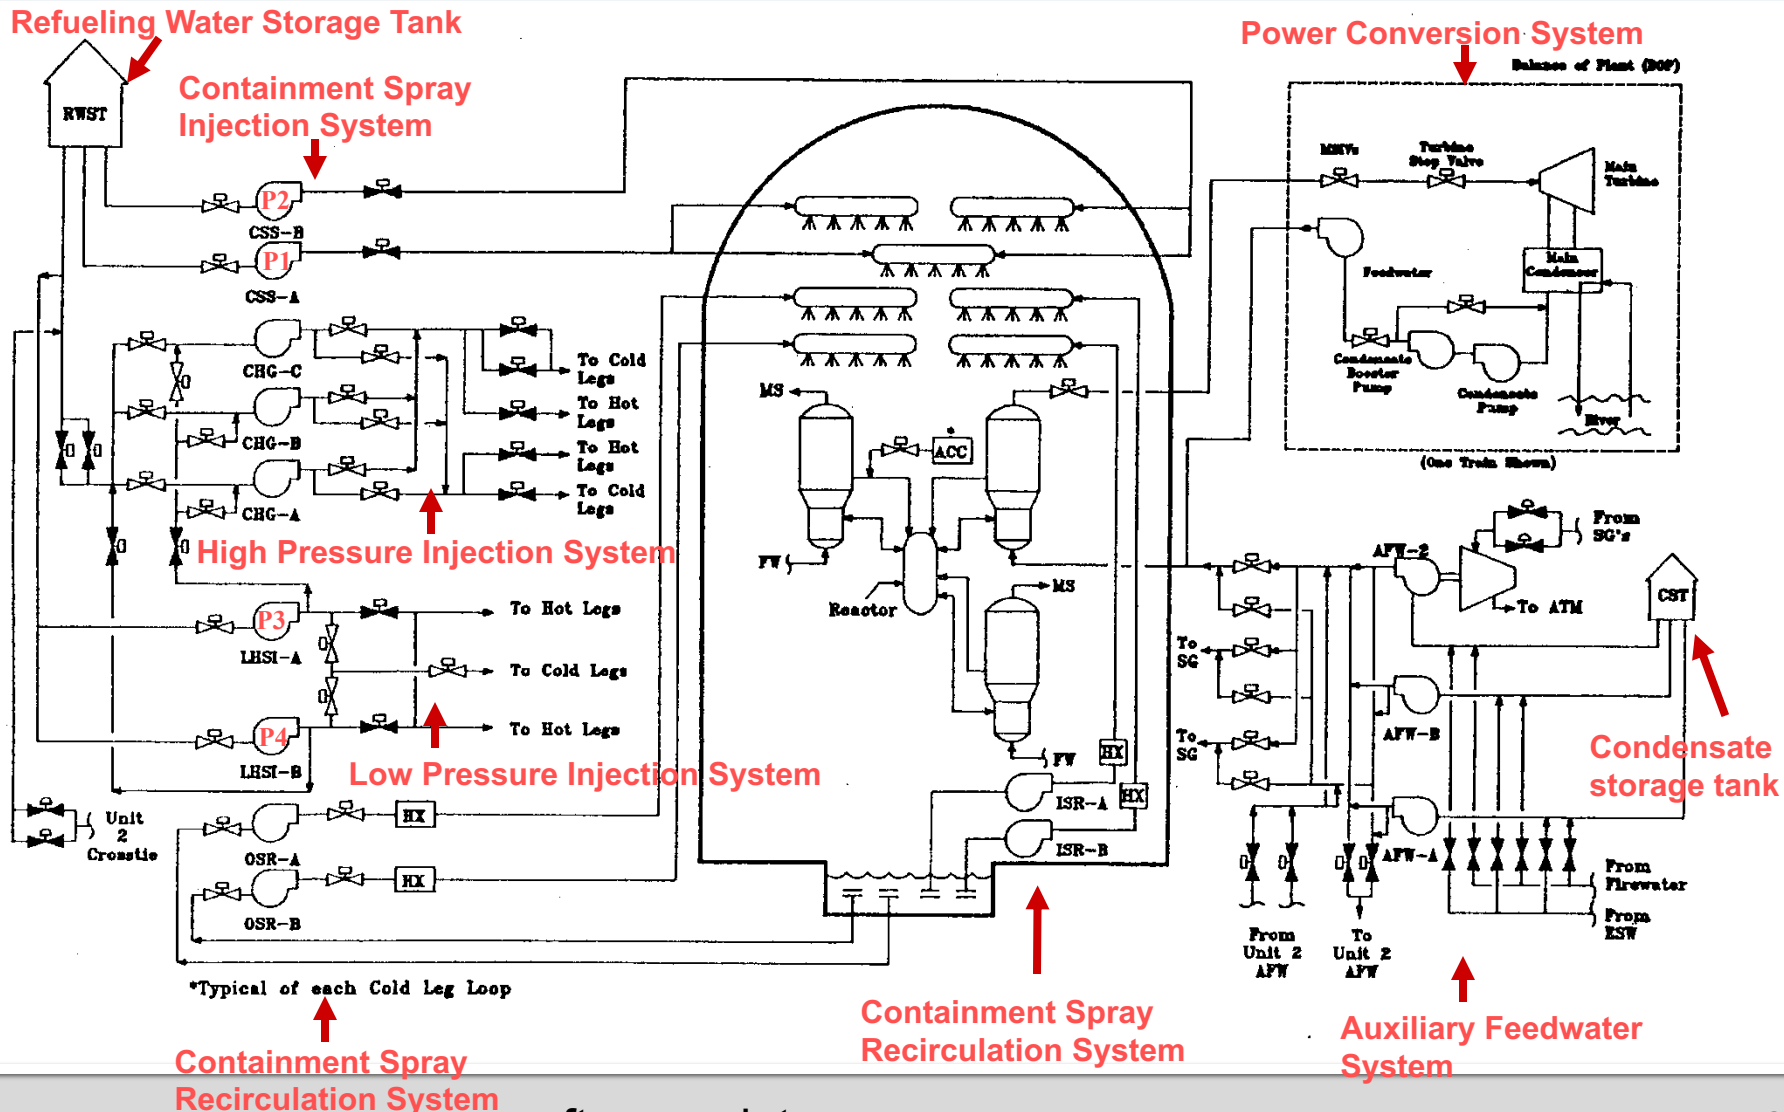 Refueling Water Storage Tank
RWST
Containment Spray
Injection System
P2
CSS-B
P1
CSS-A
CHG-C
CHG-B
CHG-A
To Cold
Legs
To Hot
Legs
To Hot
Legs
To Cold
Legs
High Pressure Injection System
P3
LHSI-A
To Hot Legs
To Cold Legs
P4
LHSI-B
To Hot Legs
Low Pressure Injection System
Unit
2
Crosstie
OSR-A
HX
OSR-B
HX
*Typical of each Cold Leg Loop
Containment Spray
Recirculation System
MS
*
ACC
FW
Reactor
MS
FW
HX
HX
ISR-A
ISR-B
Containment Spray
Recirculation System
Power Conversion System
Balance of Plant (BOP)
MSIVs
Turbine
Stop Valve
Main
Turbine
Main
Condenser
Feedwater
Condensate
Booster
Pump
Condensate
Pump
River
(One Train Shown)
From
SG's
AFW-2
To ATM
CST
To
SG
AFW-B
To
SG
AFW-A
Condensate
storage tank
From
Firewater
From
ESW
From
Unit 2
AFW
To
Unit 2
AFW
Auxiliary Feedwater
System